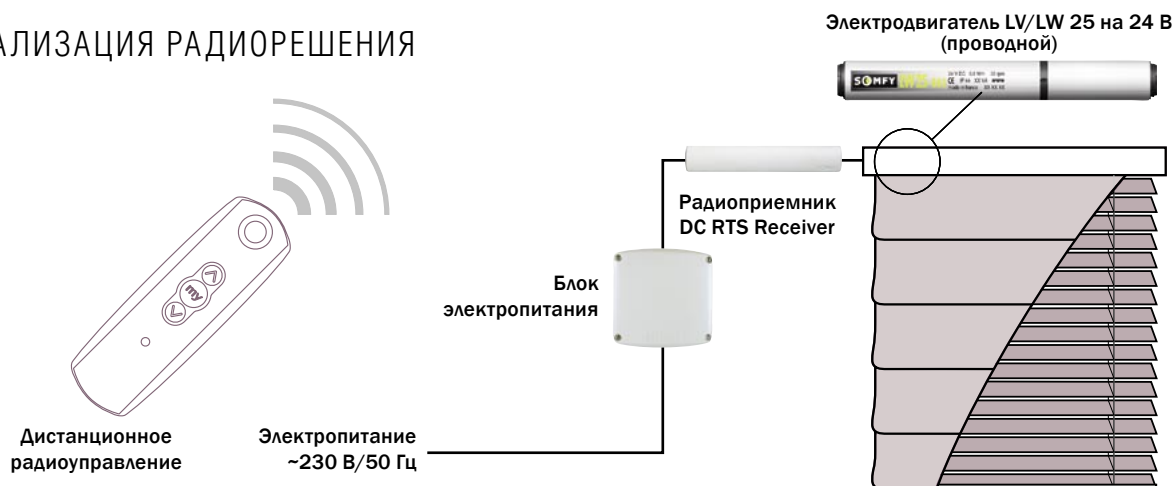 АЛИЗАЦИЯ РАДИОРЕШЕНИЯ
Электродвигатель LV/LW 25 на 24 В
(проводной)
SOMFY
Радиоприемник
DC RTS Receiver
Блок
электропитания
my
Дистанционное
радиоуправление
Электропитание
~230 В/50 Гц